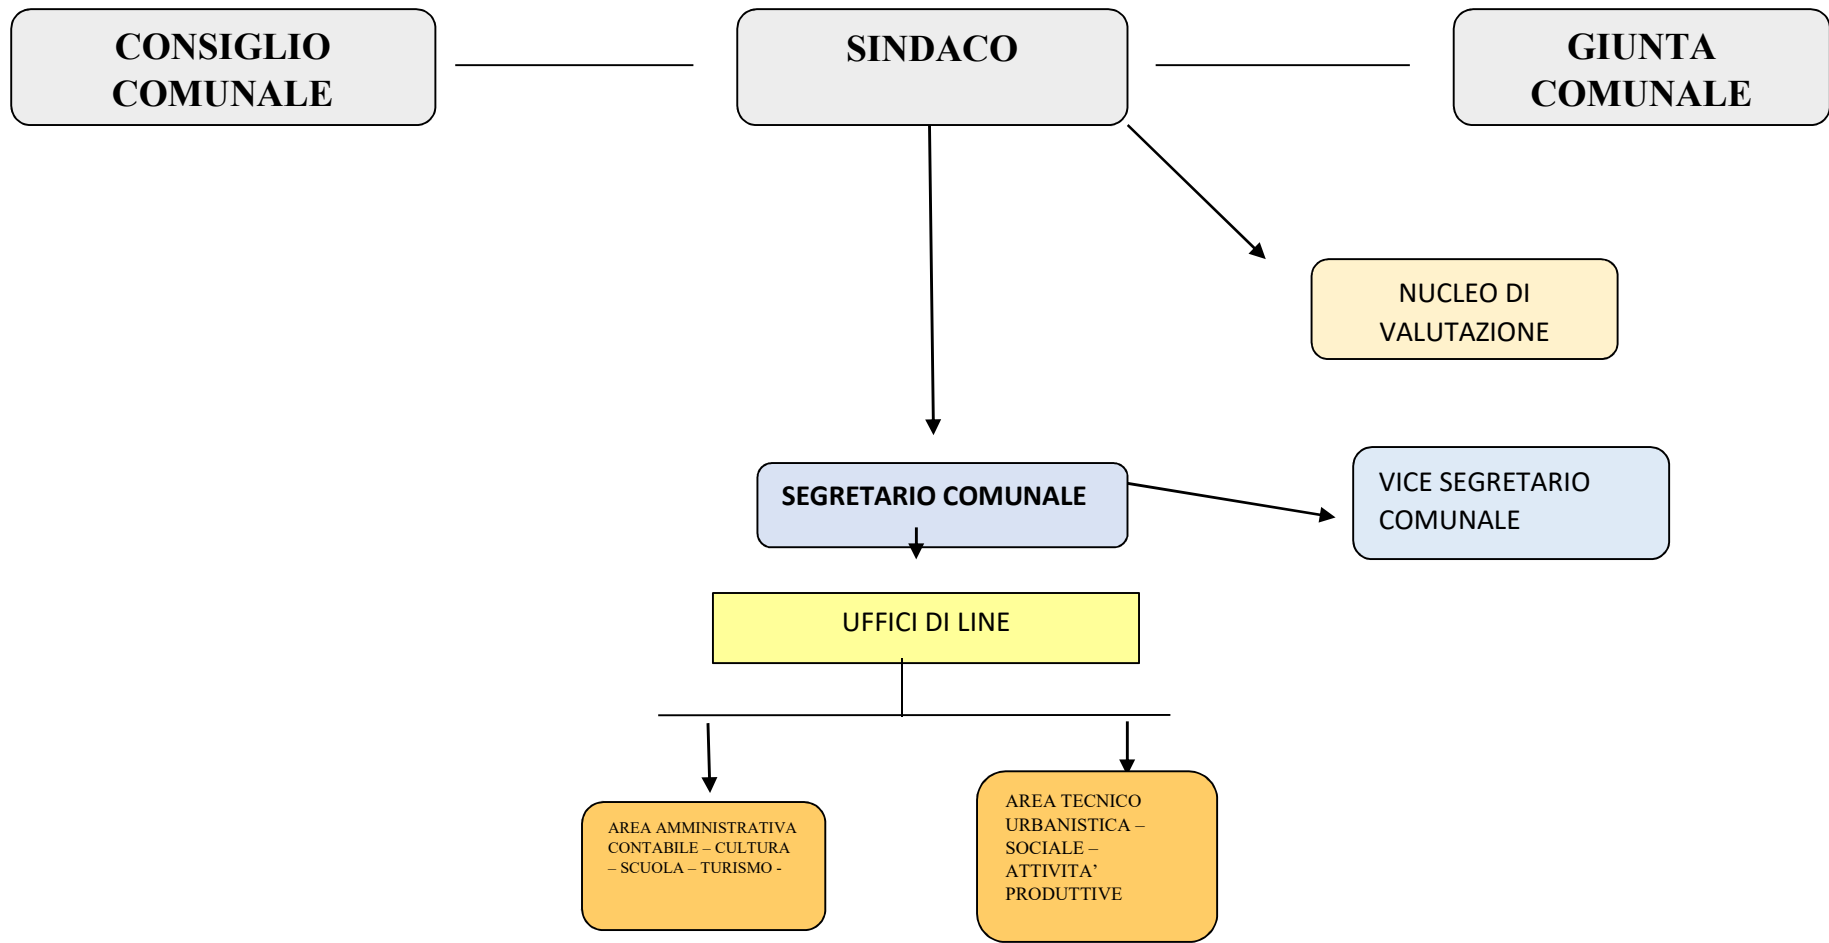 CONSIGLIO
COMUNALE
SINDACO
GIUNTA
COMUNALE
NUCLEO DI
VALUTAZIONE
SEGRETARIO COMUNALE
VICE SEGRETARIO
COMUNALE
UFFICI DI LINE
AREA AMMINISTRATIVA
CONTABILE – CULTURA
– SCUOLA – TURISMO -
AREA TECNICO
URBANISTICA –
SOCIALE –
ATTIVITA’
PRODUTTIVE